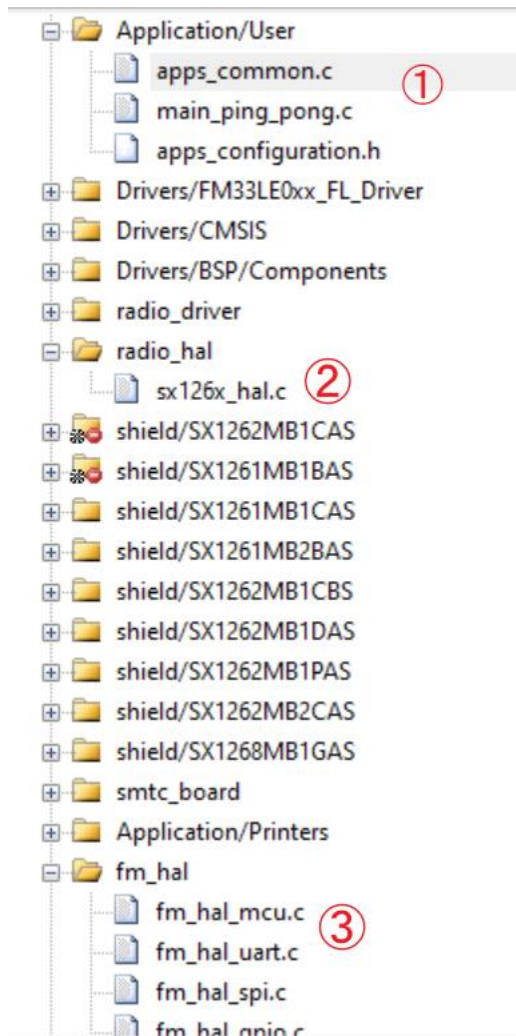 Application/User
apps_common.c
①
main_ping_pong.c
apps_configuration.h
Drivers/FM33LE0xx_FL_Driver
Drivers/CMSIS
Drivers/BSP/Components
radio_driver
radio_hal
sx126x_hal.c
②
shield/SX1262MB1CAS
shield/SX1261MB1BAS
shield/SX1261MB1CAS
shield/SX1261MB2BAS
shield/SX1262MB1CBS
shield/SX1262MB1DAS
shield/SX1262MB1PAS
shield/SX1262MB2CAS
shield/SX1268MB1GAS
smtc_board
Application/Printers
fm_hal
fm_hal_mcu.c
③
fm_hal_uart.c
fm_hal_spi.c
fm_hal_gpio.c